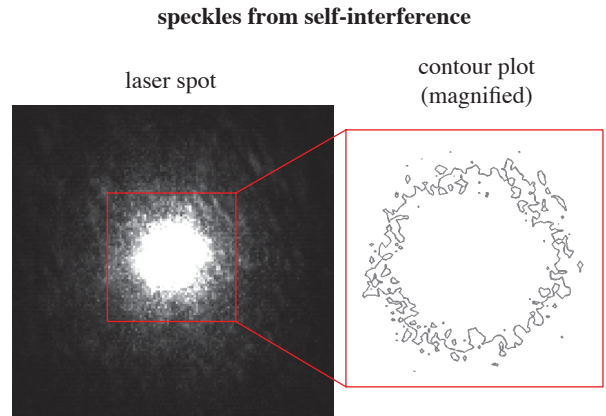 speckles from self-interference
laser spot
contour plot
(magnified)